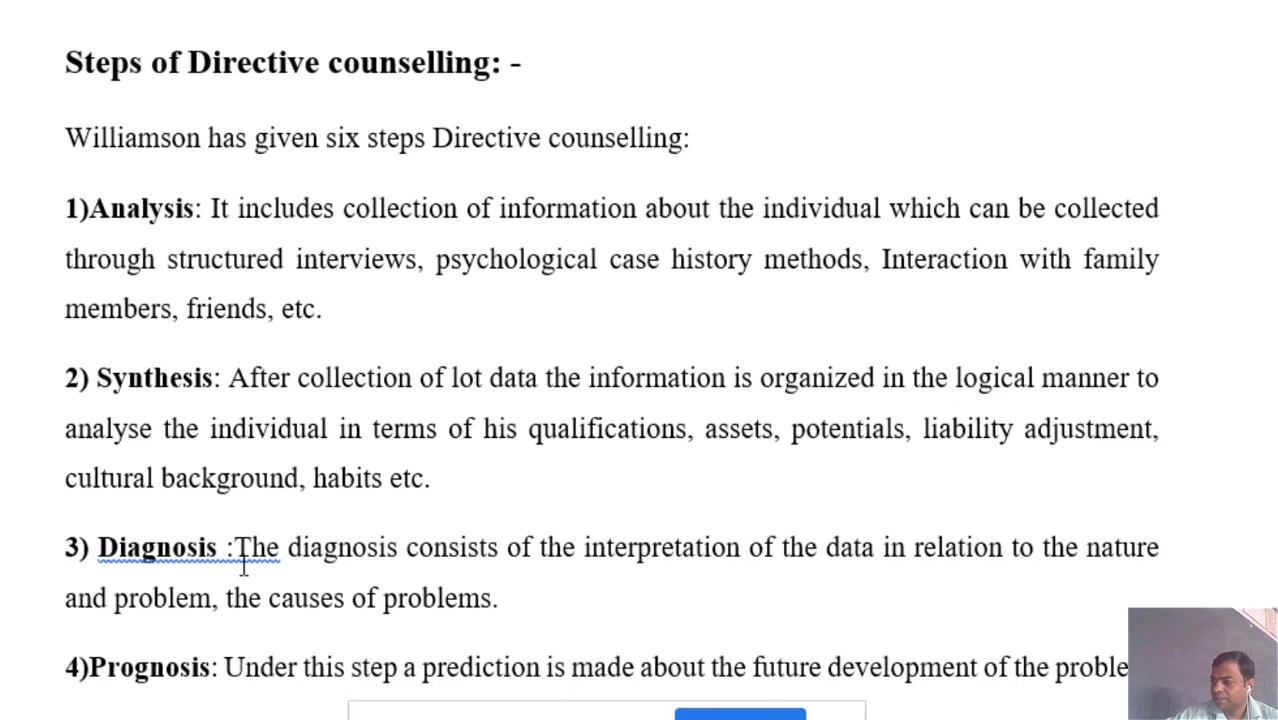 Steps of Directive counselling: -
Williamson has given six steps Directive counselling:
1)Analysis: It includes collection of information about the individual which can be collected
through structured interviews, psychological case history methods, Interaction with family
members, friends, etc.
2) Synthesis: After collection of lot data the information is organized in the logical manner to
analyse the individual in terms of his qualifications, assets, potentials, liability adjustment,
cultural background, habits etc.
3) Diagnosis :The diagnosis consists of the interpretation of the data in relation to the nature
and problem, the causes of problems.
4)Prognosis: Under this step a prediction is made about the future development of the